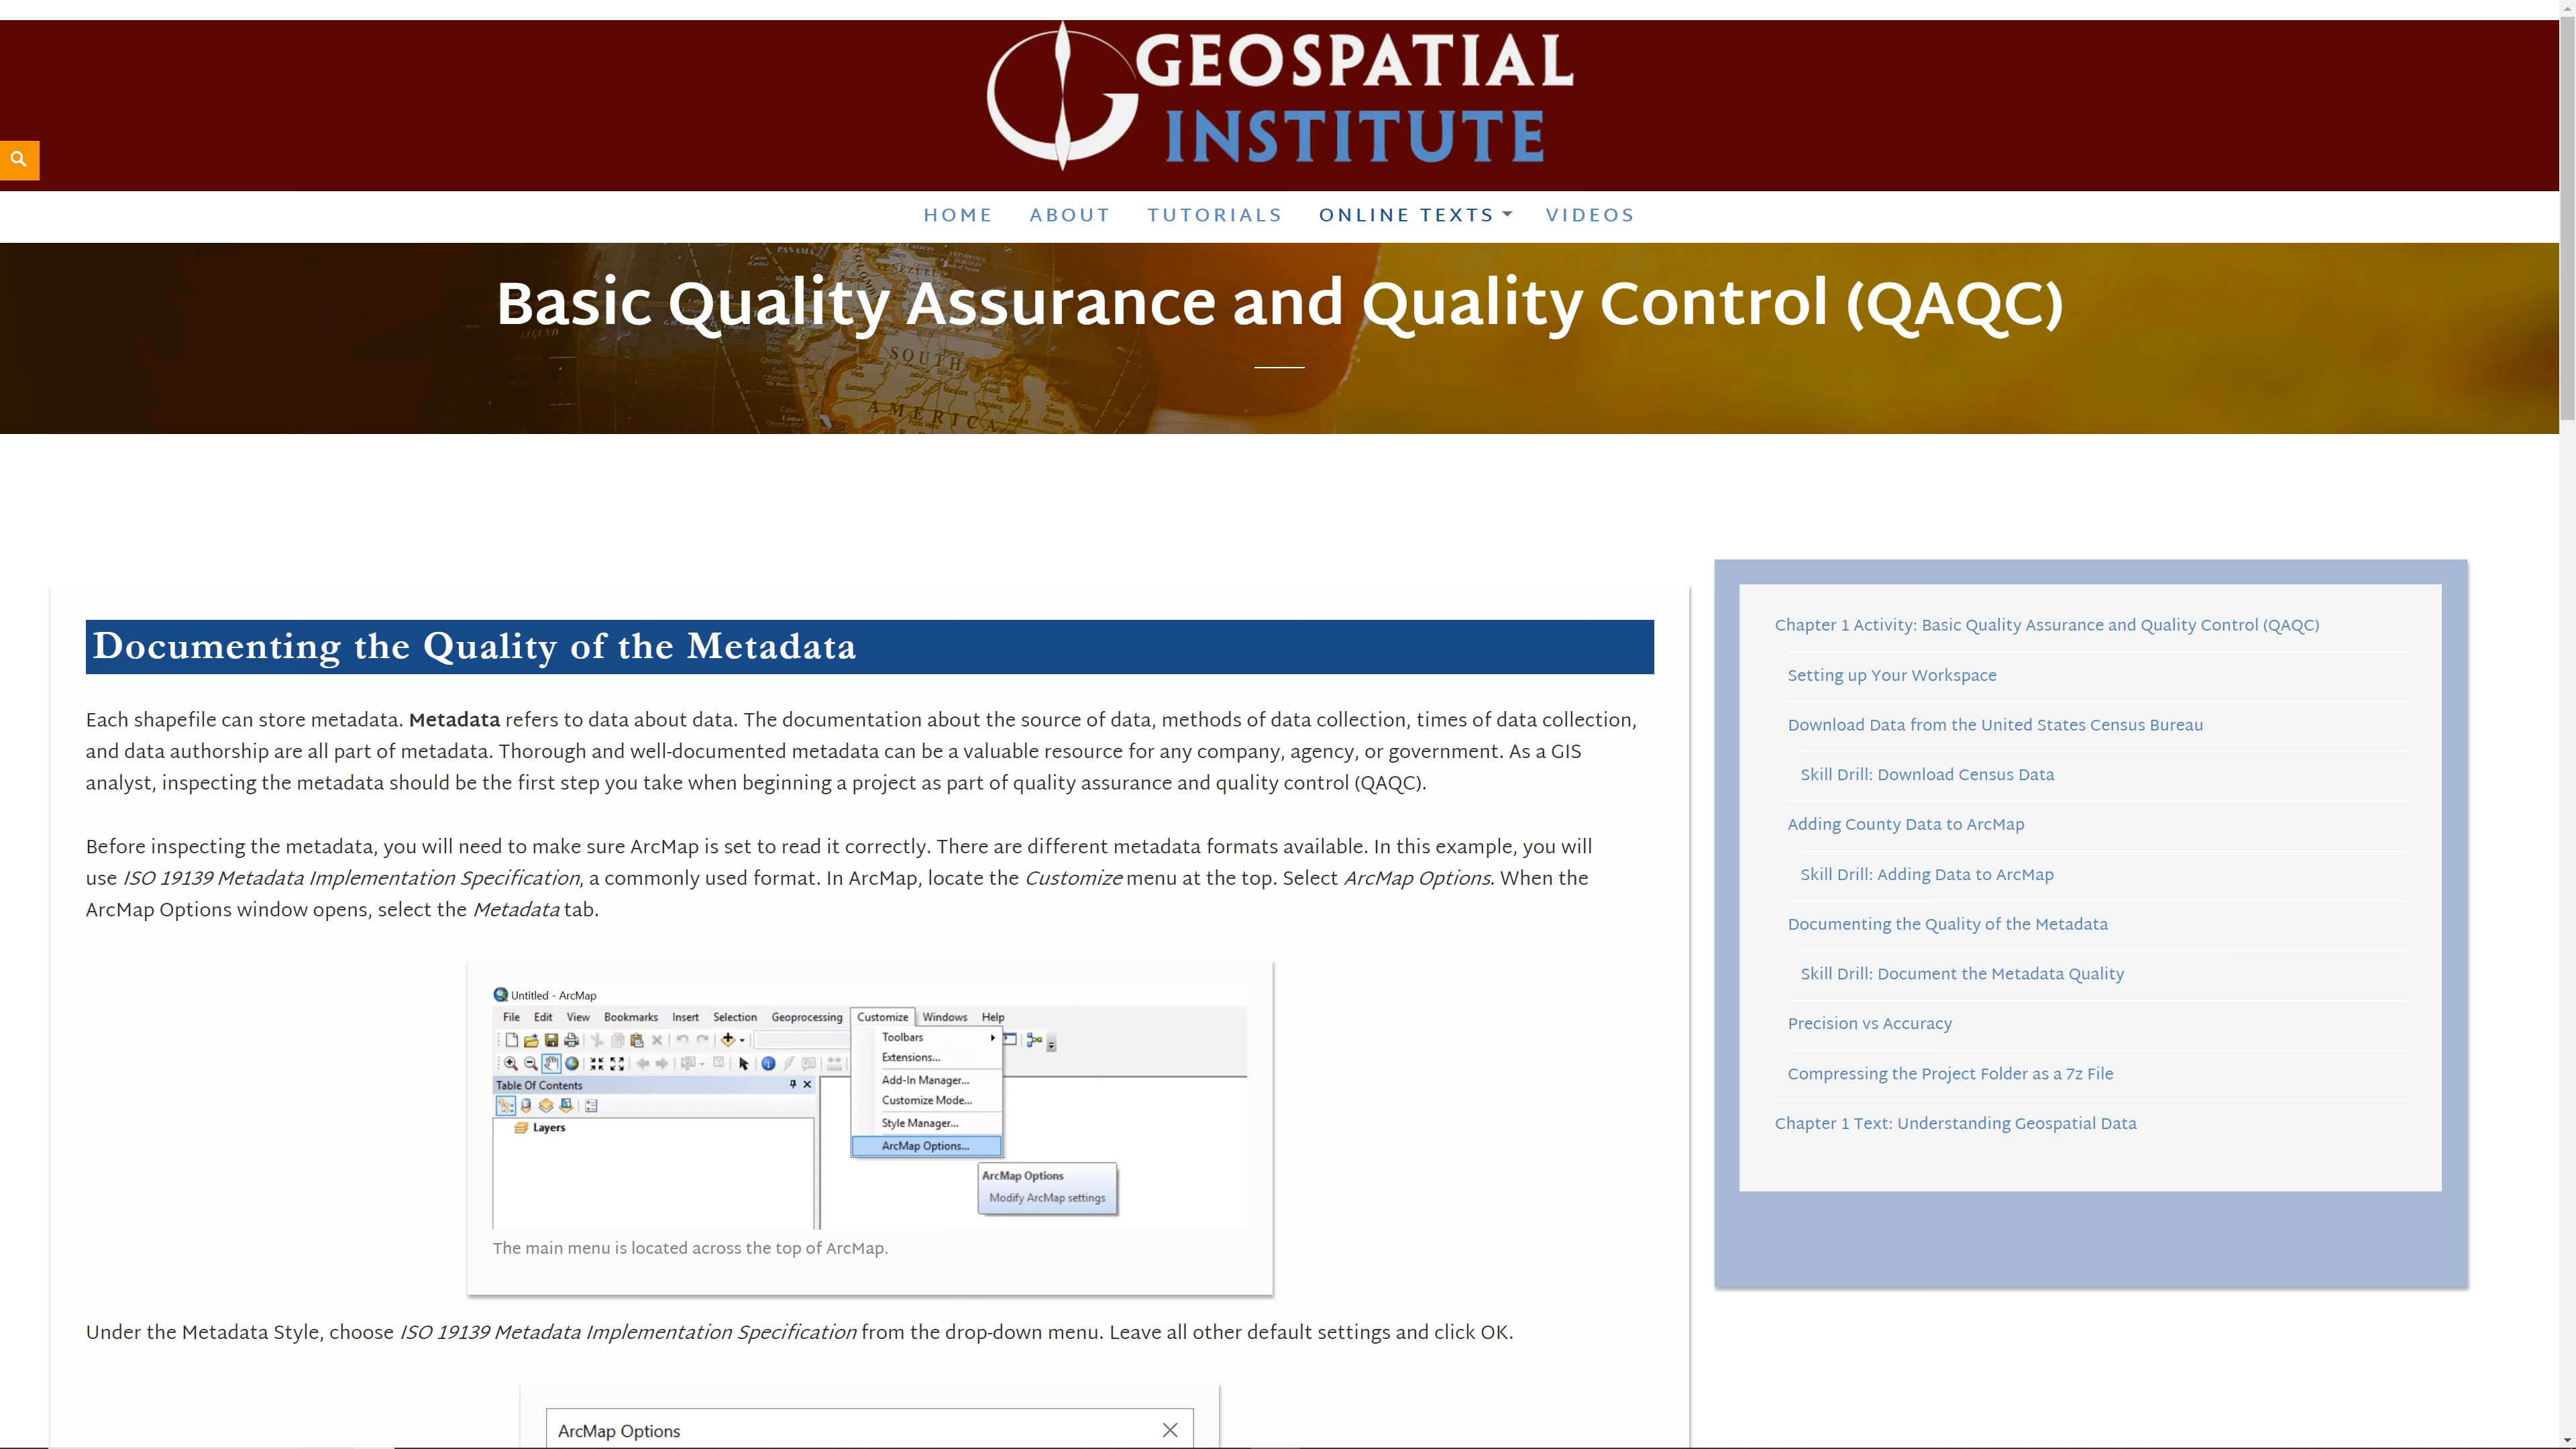 GEOSPATIAL
INSTITUTE
HOME ABOUT TUTORIALS ONLINE TEXTS VIDEOS
Basic Quality Assurance and Quality Control (QAQC)
PANAMA
VENEZUELA
SOUTH
AMERICA
Documenting the Quality of the Metadata
Each shapefile can store metadata. Metadata refers to data about data. The documentation about the source of data, methods of data collection, times of data collection,
and data authorship are all part of metadata. Thorough and well-documented metadata can be a valuable resource for any company, agency, or government. As a GIS
analyst, inspecting the metadata should be the first step you take when beginning a project as part of quality assurance and quality control (QAQC).
Before inspecting the metadata, you will need to make sure ArcMap is set to read it correctly. There are different metadata formats available. In this example, you will
use ISO 19139 Metadata Implementation Specification, a commonly used format. In ArcMap, locate the Customize menu at the top. Select ArcMap Options. When the
ArcMap Options window opens, select the Metadata tab.
Untitled - ArcMap
File Edit View Bookmarks Insert Selection Geoprocessing Customize Windows Help
Toolbars
Extensions...
Add-In Manager...
Customize Mode...
Style Manager...
ArcMap Options...
Table Of Contents
Layers
ArcMap Options
Modify ArcMap settings
The main menu is located across the top of ArcMap.
Under the Metadata Style, choose ISO 19139 Metadata Implementation Specification from the drop-down menu. Leave all other default settings and click OK.
ArcMap Options
Chapter 1 Activity: Basic Quality Assurance and Quality Control (QAQC)
Setting up Your Workspace
Download Data from the United States Census Bureau
Skill Drill: Download Census Data
Adding County Data to ArcMap
Skill Drill: Adding Data to ArcMap
Documenting the Quality of the Metadata
Skill Drill: Document the Metadata Quality
Precision vs Accuracy
Compressing the Project Folder as a 7z File
Chapter 1 Text: Understanding Geospatial Data